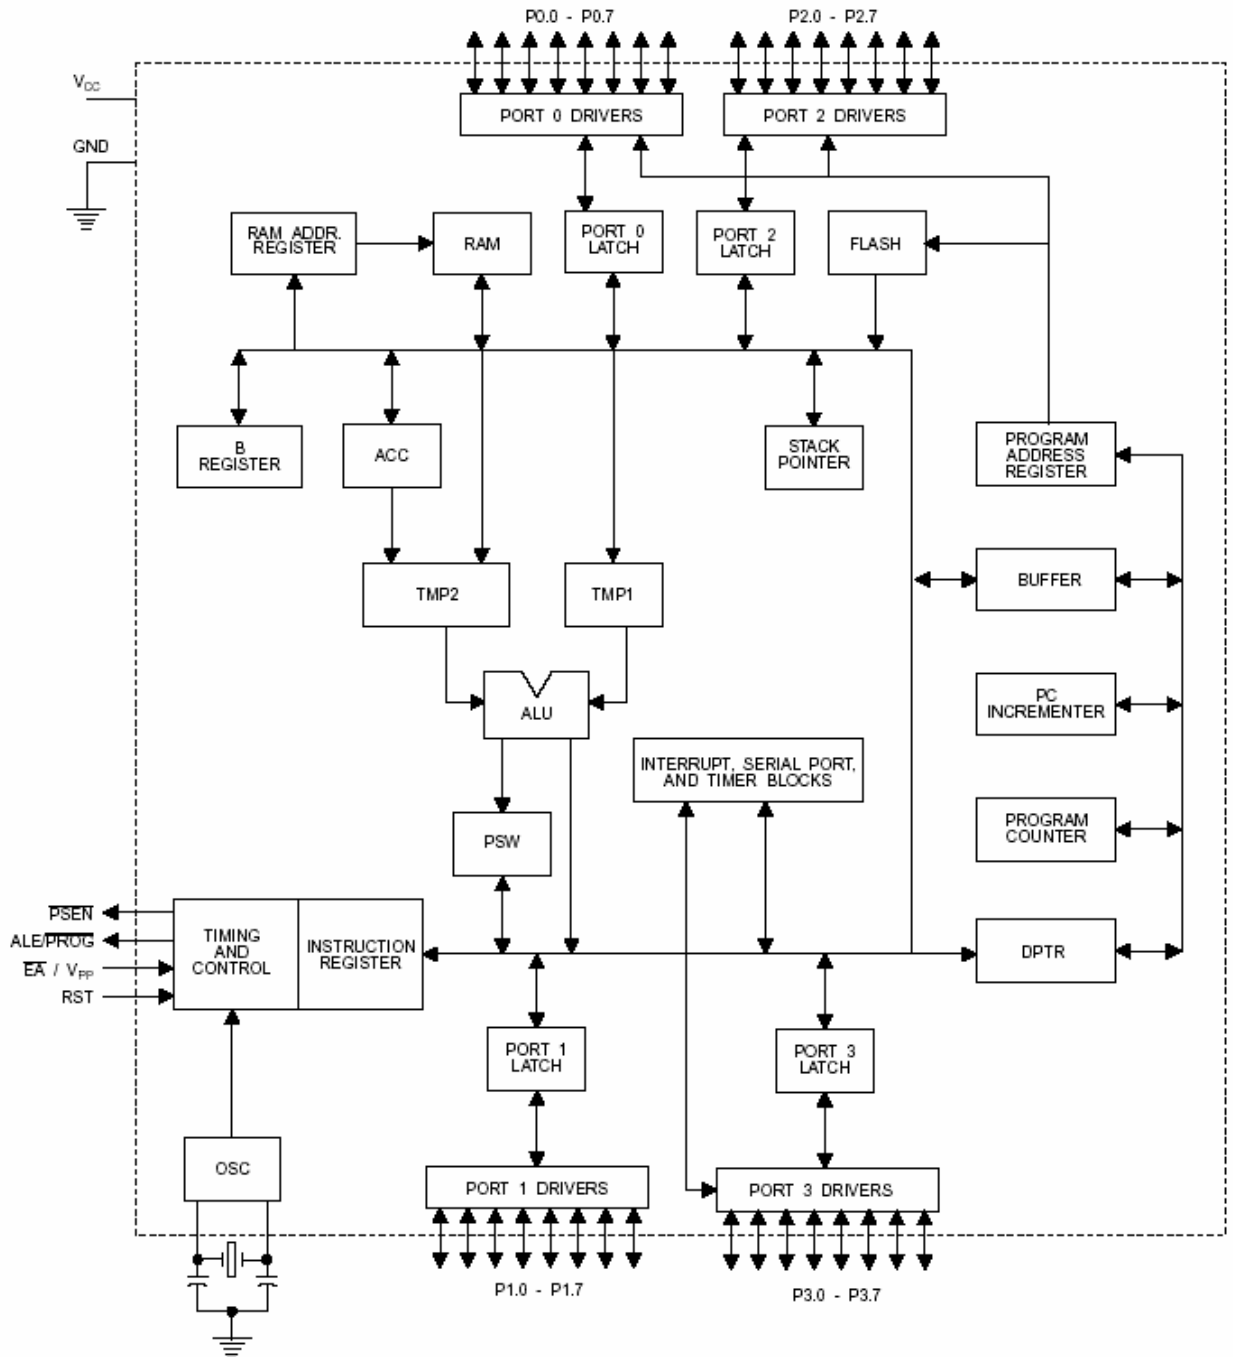 P0.0 - P0.7
P2.0 - P2.7
VCC
GND
PORT 0 DRIVERS
PORT 2 DRIVERS
RAM ADDR.
REGISTER
RAM
PORT 0
LATCH
PORT 2
LATCH
FLASH
B
REGISTER
ACC
STACK
POINTER
PROGRAM
ADDRESS
REGISTER
BUFFER
TMP2
TMP1
ALU
PC
INCREMENTER
INTERRUPT, SERIAL PORT,
AND TIMER BLOCKS
PSW
PROGRAM
COUNTER
PSEN
ALE/PROG
EA / VPP
RST
TIMING
AND
CONTROL
INSTRUCTION
REGISTER
DPTR
PORT 1
LATCH
PORT 3
LATCH
OSC
PORT 1 DRIVERS
PORT 3 DRIVERS
P1.0 - P1.7
P3.0 - P3.7